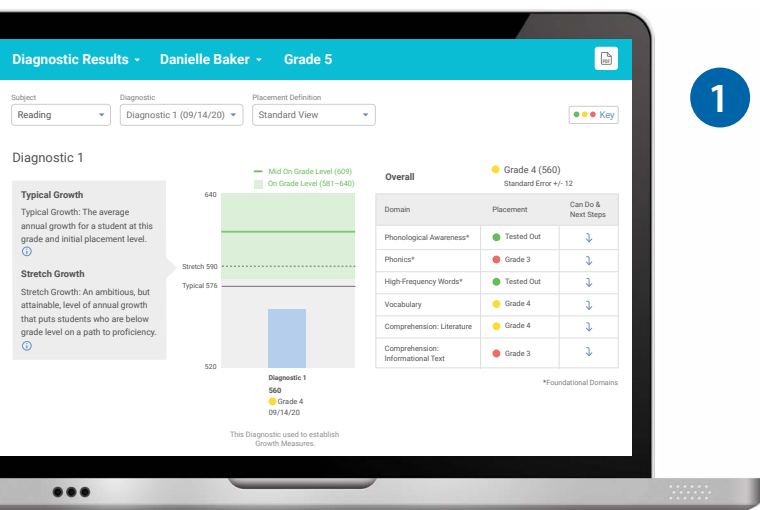 Diagnostic Results Danielle Baker Grade 5
Subject
Reading
Diagnostic
Diagnostic 1 (09/14/20)
Placement Definition
Standard View
Key
1
Diagnostic 1
Typical Growth
Typical Growth: The average
annual growth for a student at this
grade and initial placement level.
Stretch Growth
Stretch Growth: An ambitious, but
attainable, level of annual growth
that puts students who are below
grade level on a path to proficiency.
Mid On Grade Level (609)
On Grade Level (581–640)
640
Stretch 590
Typical 576
520
Diagnostic 1
560
Grade 4
09/14/20
This Diagnostic used to establish
Growth Measures.
Overall
Grade 4 (560)
Standard Error +/- 12
Domain Placement Can Do &
Next Steps
Phonological Awareness* Tested Out
Phonics* Grade 3
High-Frequency Words* Tested Out
Vocabulary Grade 4
Comprehension: Literature Grade 4
Comprehension:
Informational Text Grade 3
*Foundational Domains